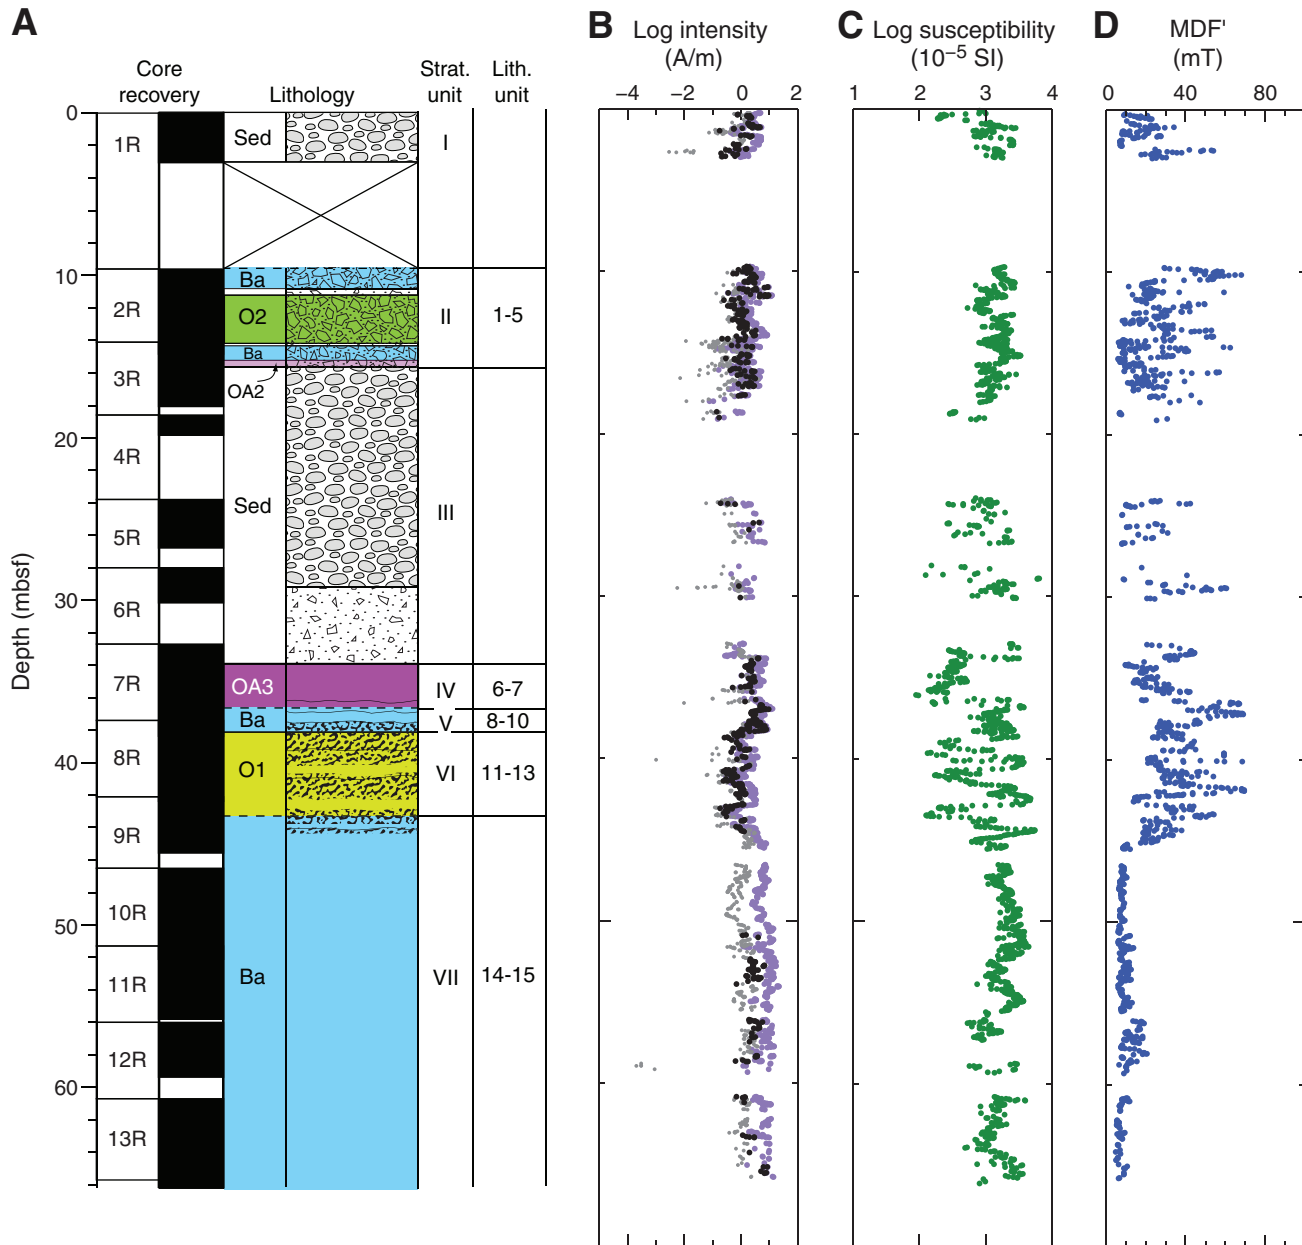 A
Core recovery
Lithology
Strat. unit
Lith. unit
B
Log intensity
(A/m)
C
Log susceptibility
(10⁻⁵ SI)
D
MDF'
(mT)
−4 −2 0 2
1 2 3 4
0 40 80
Depth (mbsf)
0
10
20
30
40
50
60
1R
2R
3R
4R
5R
6R
7R
8R
9R
10R
11R
12R
13R
Sed
Ba
O2
Ba
OA2
Sed
OA3
Ba
O1
Ba
I
II
III
IV
V
VI
VII
1-5
6-7
8-10
11-13
14-15